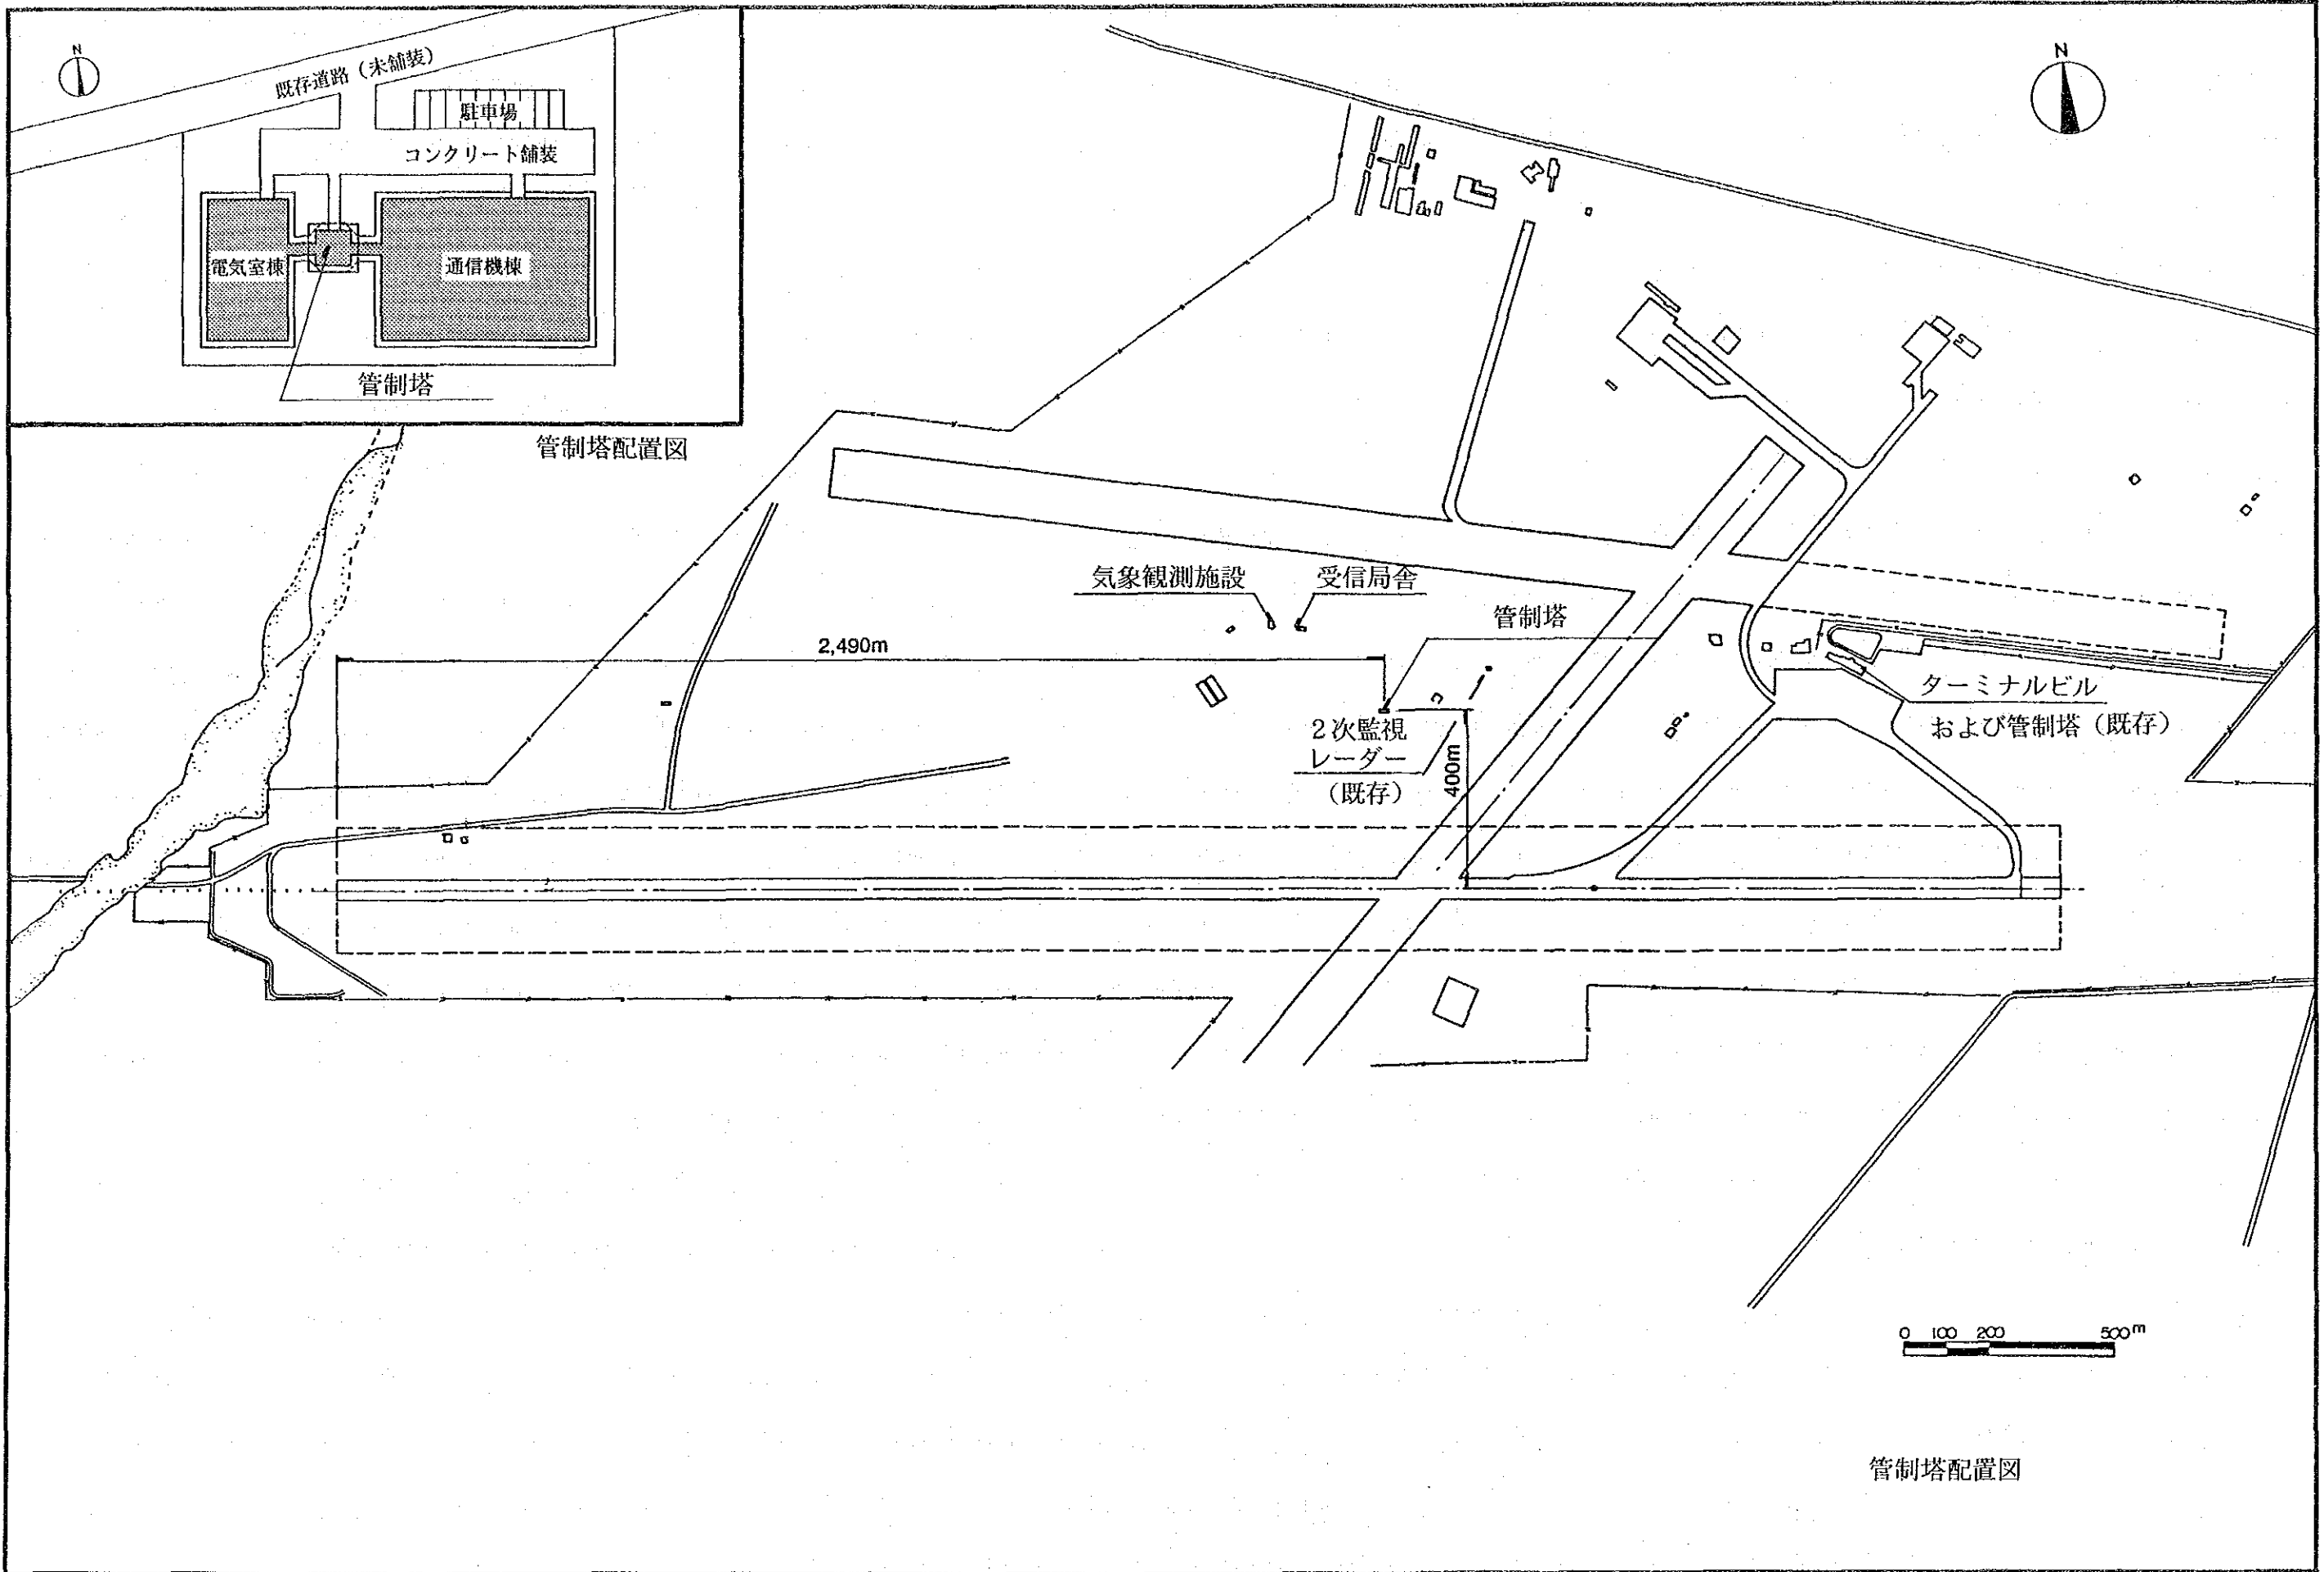 N
既存道路（未舗装）
駐車場
コンクリート舗装
電気室棟
通信機棟
管制塔
管制塔配置図
N
気象観測施設
受信局舎
管制塔
2,490m
2次監視
レーダー
（既存）
400m
ターミナルビル
および管制塔（既存）
0 100 200 500m
管制塔配置図